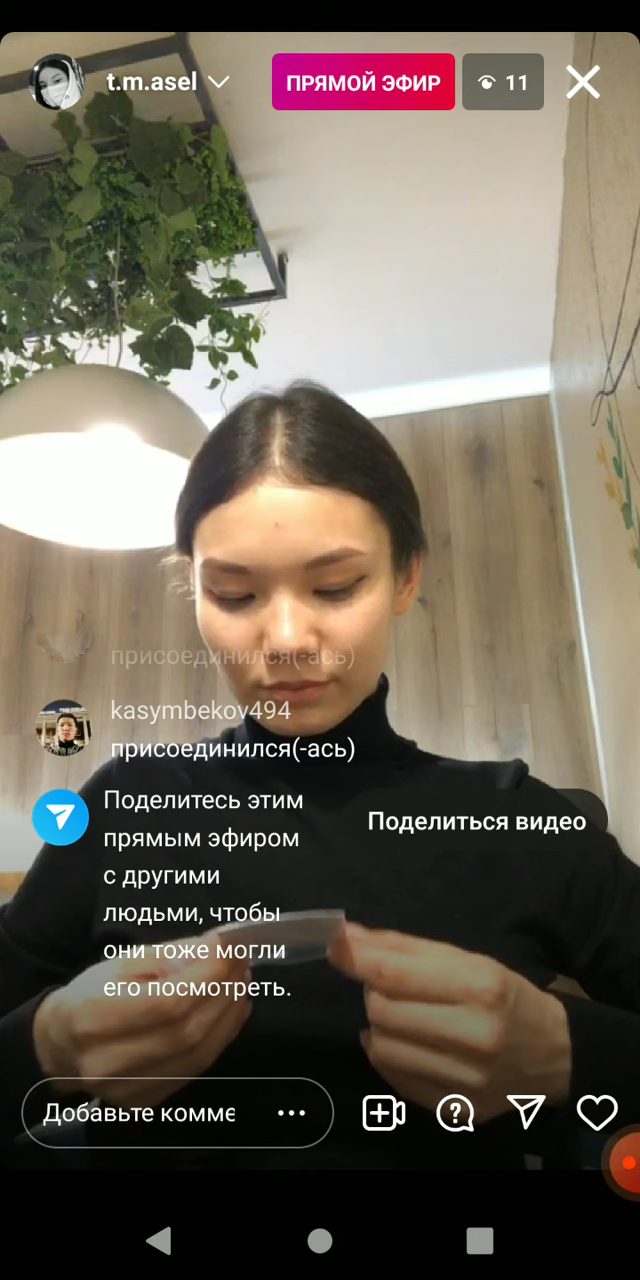 t.m.asel
ПРЯМОЙ ЭФИР
11
присоединился(-ась)
kasymbekov494
присоединился(-ась)
Поделитесь этим
прямым эфиром
с другими
людьми, чтобы
они тоже могли
его посмотреть.
Поделиться видео
Добавьте комме